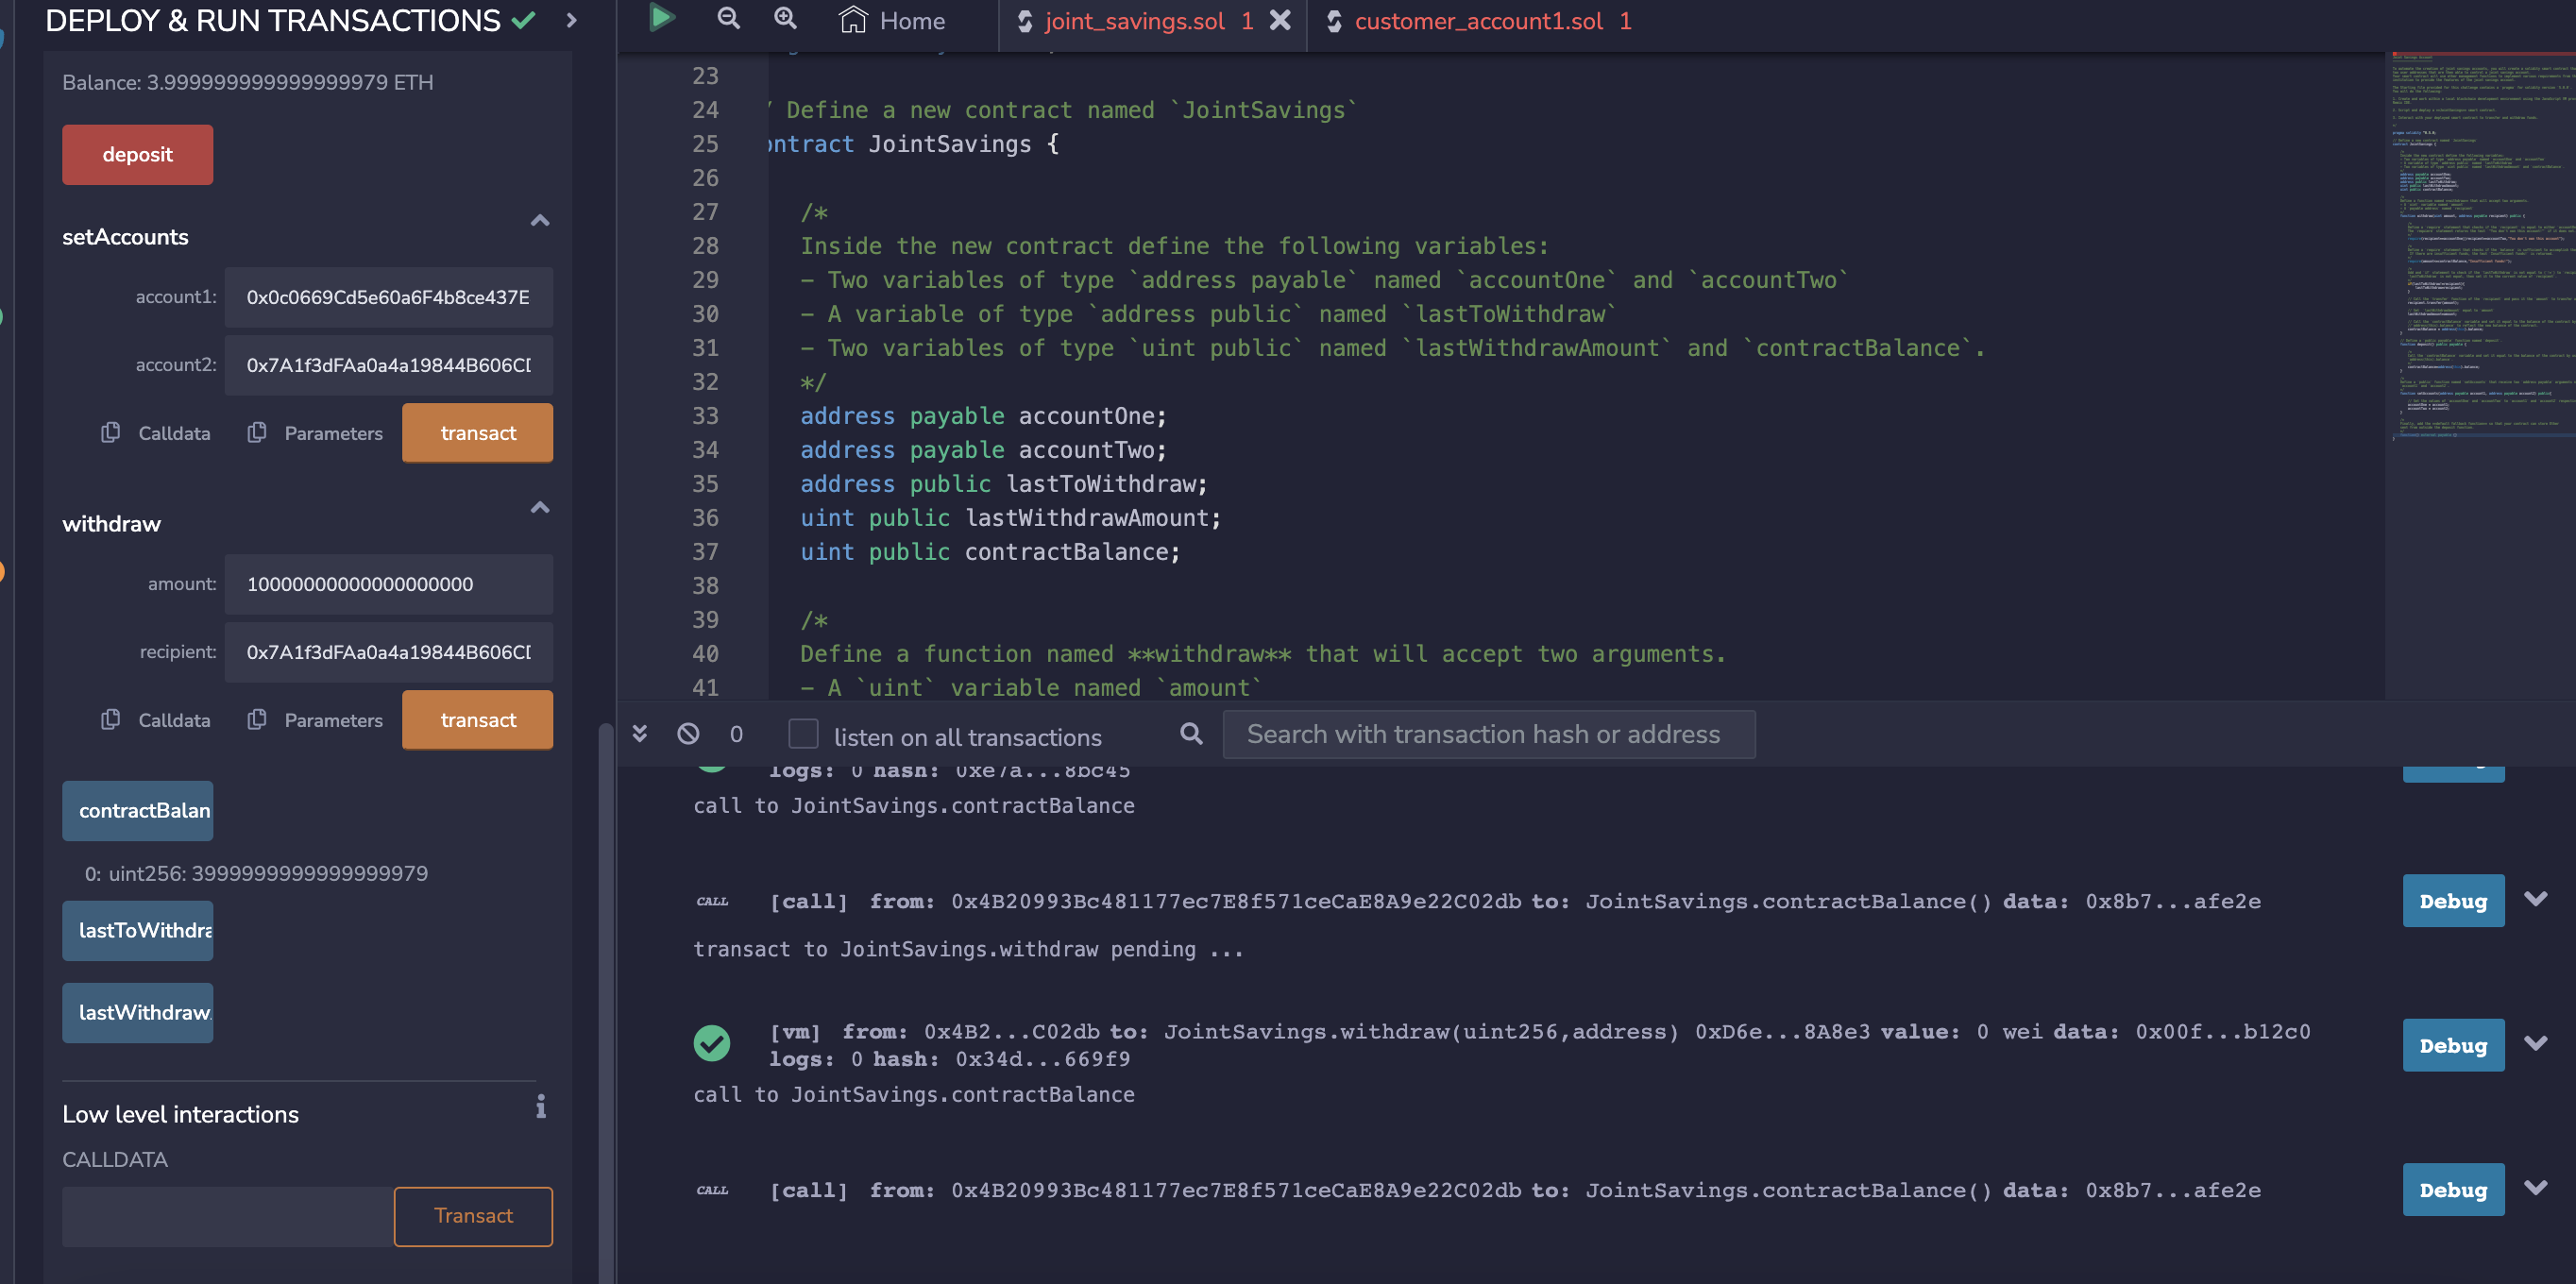 DEPLOY & RUN TRANSACTIONS
Balance: 3.999999999999999979 ETH
deposit
setAccounts
account1: 0x0c0669Cd5e60a6F4b8ce437E
account2: 0x7A1f3dFAa0a4a19844B606CD
Calldata Parameters transact
withdraw
amount: 10000000000000000000
recipient: 0x7A1f3dFAa0a4a19844B606CD
Calldata Parameters transact
contractBalan
0: uint256: 3999999999999999979
lastToWithdra
lastWithdraw
Low level interactions
CALLDATA
Transact
Home joint_savings.sol 1 customer_account1.sol 1
23
24 / Define a new contract named `JointSavings`
25 ontract JointSavings {
26
27 /*
28 Inside the new contract define the following variables:
29 – Two variables of type `address payable` named `accountOne` and `accountTwo`
30 – A variable of type `address public` named `lastToWithdraw`
31 – Two variables of type `uint public` named `lastWithdrawAmount` and `contractBalance`.
32 */
33 address payable accountOne;
34 address payable accountTwo;
35 address public lastToWithdraw;
36 uint public lastWithdrawAmount;
37 uint public contractBalance;
38
39 /*
40 Define a function named **withdraw** that will accept two arguments.
41 – A `uint` variable named `amount`
0 listen on all transactions Search with transaction hash or address
logs: 0 hash: 0xe7a...8bc45
call to JointSavings.contractBalance
CALL [call] from: 0x4B20993Bc481177ec7E8f571ceCaE8A9e22C02db to: JointSavings.contractBalance() data: 0x8b7...afe2e Debug
transact to JointSavings.withdraw pending ...
[vm] from: 0x4B2...C02db to: JointSavings.withdraw(uint256,address) 0xD6e...8A8e3 value: 0 wei data: 0x00f...b12c0 Debug
logs: 0 hash: 0x34d...669f9
call to JointSavings.contractBalance
CALL [call] from: 0x4B20993Bc481177ec7E8f571ceCaE8A9e22C02db to: JointSavings.contractBalance() data: 0x8b7...afe2e Debug